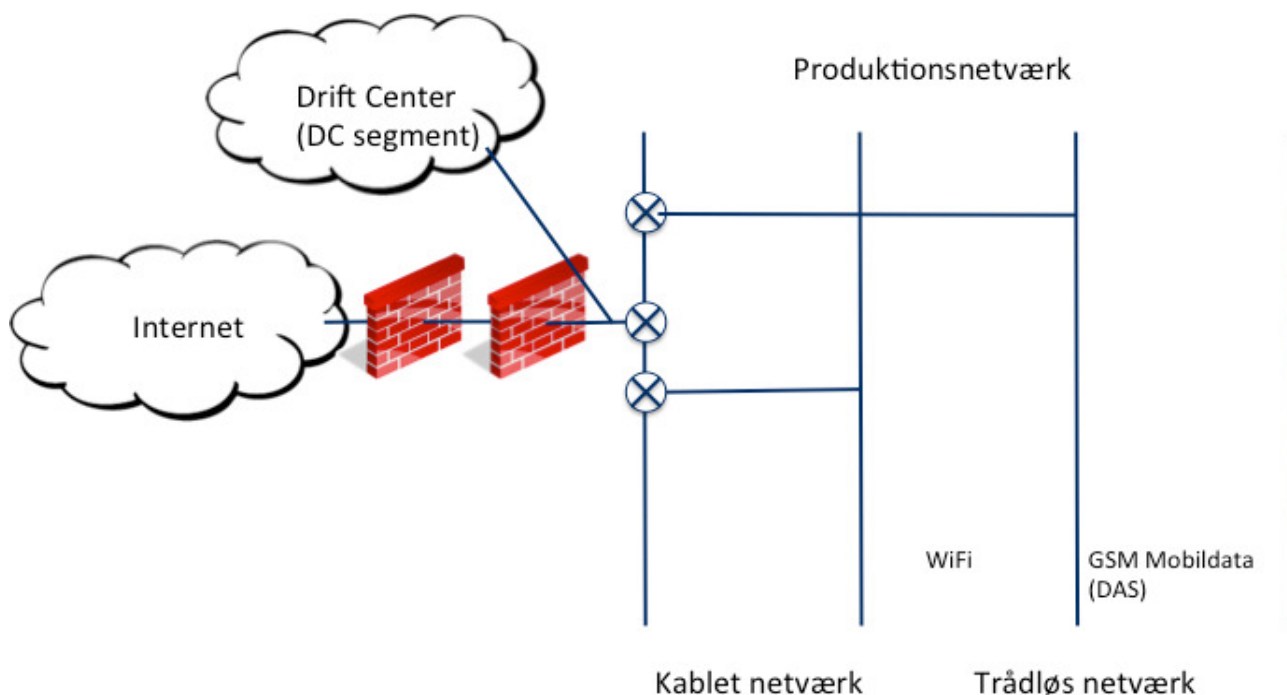 Drift Center
(DC segment)
Produktionsnetværk
Internet
WiFi
GSM Mobildata
(DAS)
Kablet netværk
Trådløs netværk